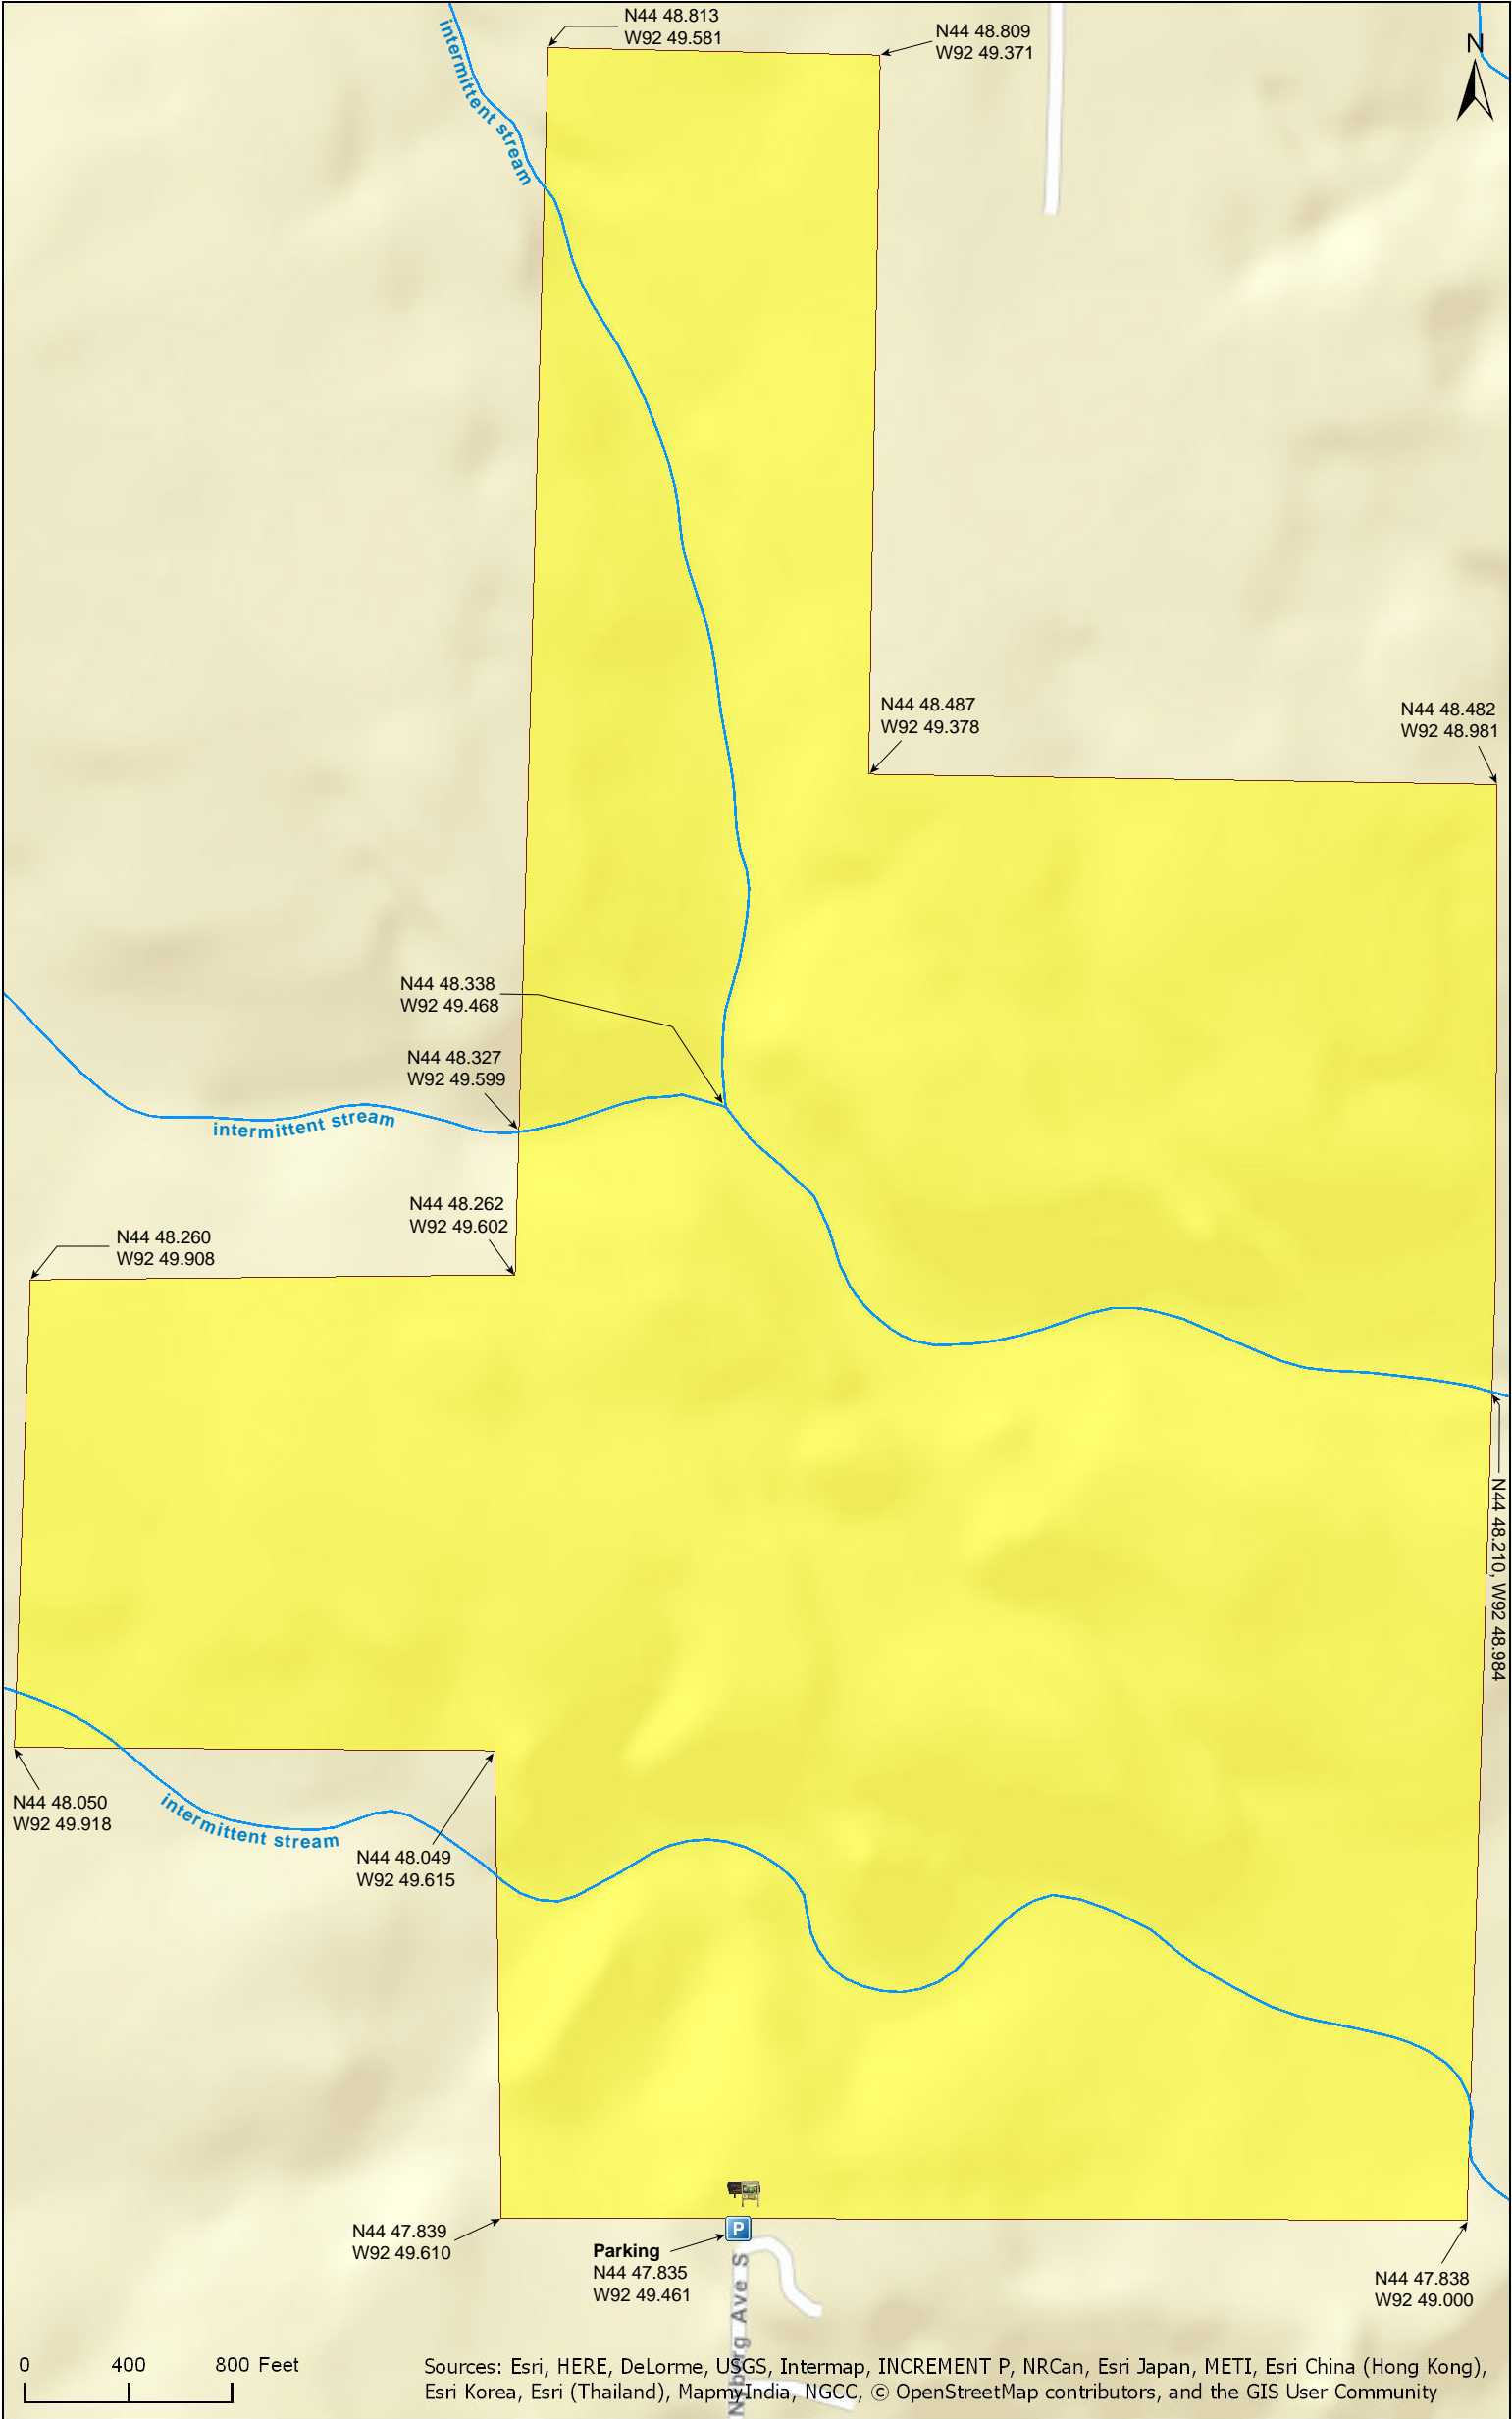 N44 48.813
W92 49.581
N44 48.809
W92 49.371
N
intermittent stream
N44 48.487
W92 49.378
N44 48.482
W92 48.981
N44 48.338
W92 49.468
N44 48.327
W92 49.599
intermittent stream
N44 48.262
W92 49.602
N44 48.260
W92 49.908
N44 48.210, W92 48.984
N44 48.050
W92 49.918
intermittent stream
N44 48.049
W92 49.615
N44 47.839
W92 49.610
P
Parking
N44 47.835
W92 49.461
Ave S
N44 47.838
W92 49.000
0 400 800 Feet
Sources: Esri, HERE, DeLorme, USGS, Intermap, INCREMENT P, NRCan, Esri Japan, METI, Esri China (Hong Kong),
Esri Korea, Esri (Thailand), MapmyIndia, NGCC, © OpenStreetMap contributors, and the GIS User Community